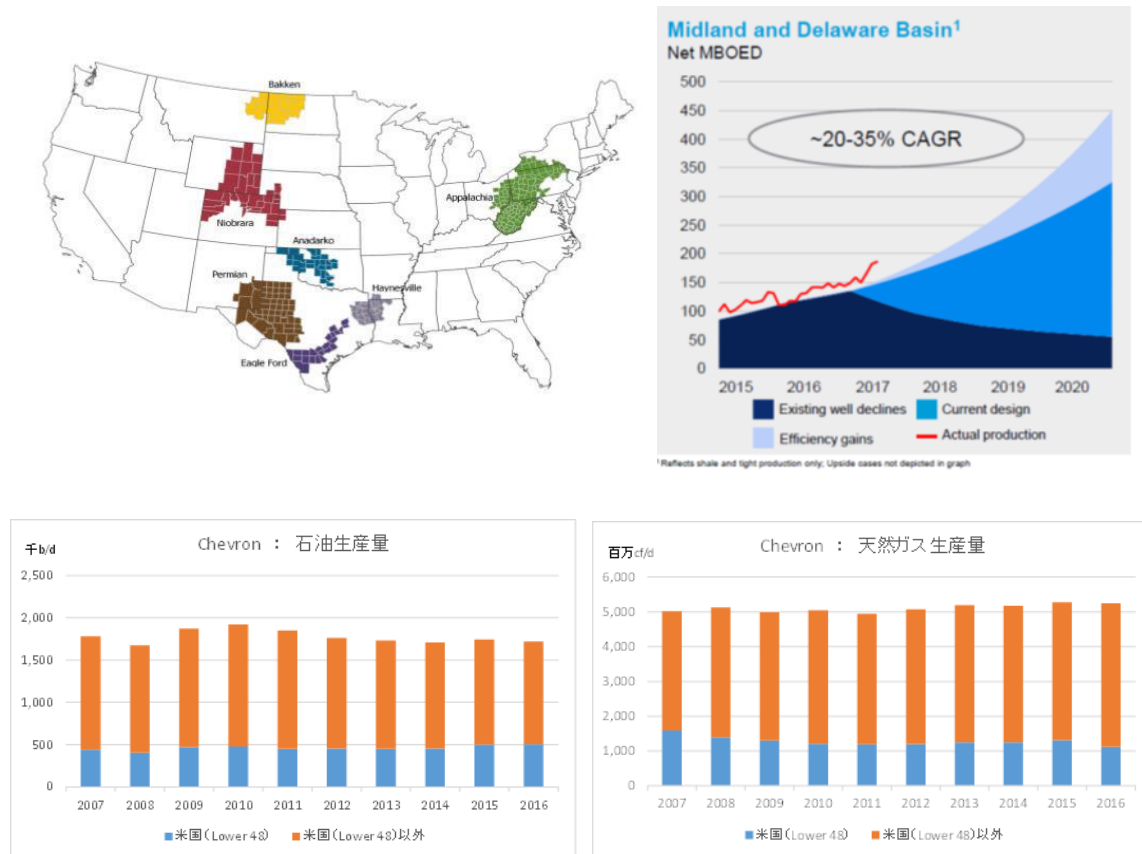 Bakken
Niobrara
Appalachia
Anadarko
Permian
Haynesville
Eagle Ford
Midland and Delaware Basin¹
Net MBOED
500
450
400
350
300
250
200
150
100
50
0
~20-35% CAGR
2015 2016 2017 2018 2019 2020
Existing well declines Current design
Efficiency gains Actual production
¹ Reflects shale and tight production only; Upside cases not depicted in graph
Chevron : 石油生産量
千b/d
2,500
2,000
1,500
1,000
500
0
2007 2008 2009 2010 2011 2012 2013 2014 2015 2016
米国(Lower 48) 米国(Lower 48)以外
Chevron : 天然ガス生産量
百万cf/d
6,000
5,000
4,000
3,000
2,000
1,000
0
2007 2008 2009 2010 2011 2012 2013 2014 2015 2016
米国(Lower 48) 米国(Lower 48)以外